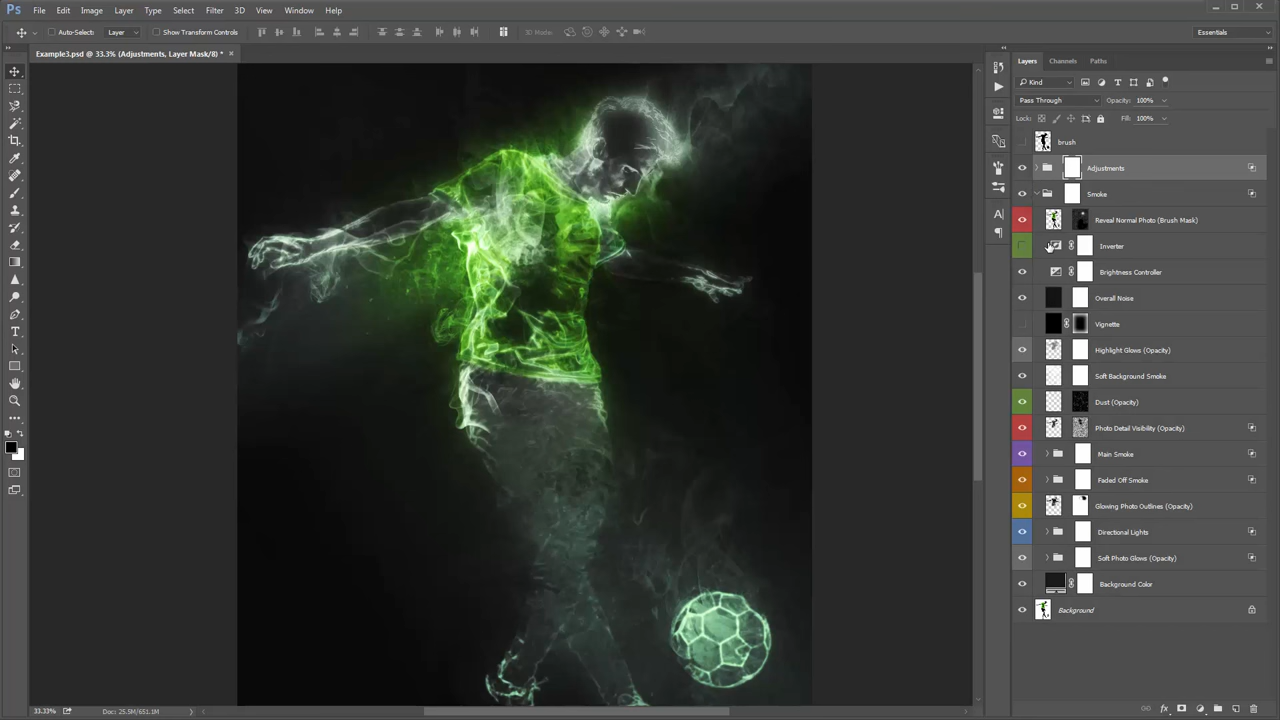 Ps File Edit Image Layer Type Select Filter 3D View Window Help
Auto-Select: Layer Show Transform Controls 3D Mode: Essentials
Example3.psd @ 33.3% (Adjustments, Layer Mask/8) * ×
Layers Channels Paths
Kind
Pass Through Opacity: 100%
Lock: Fill: 100%
brush
Adjustments
Smoke
Reveal Normal Photo (Brush Mask)
Inverter
Brightness Controller
Overall Noise
Vignette
Highlight Glows (Opacity)
Soft Background Smoke
Dust (Opacity)
Photo Detail Visibility (Opacity)
Main Smoke
Faded Off Smoke
Glowing Photo Outlines (Opacity)
Directional Lights
Soft Photo Glows (Opacity)
Background Color
Background
33.33% Doc: 25.5M/651.1M